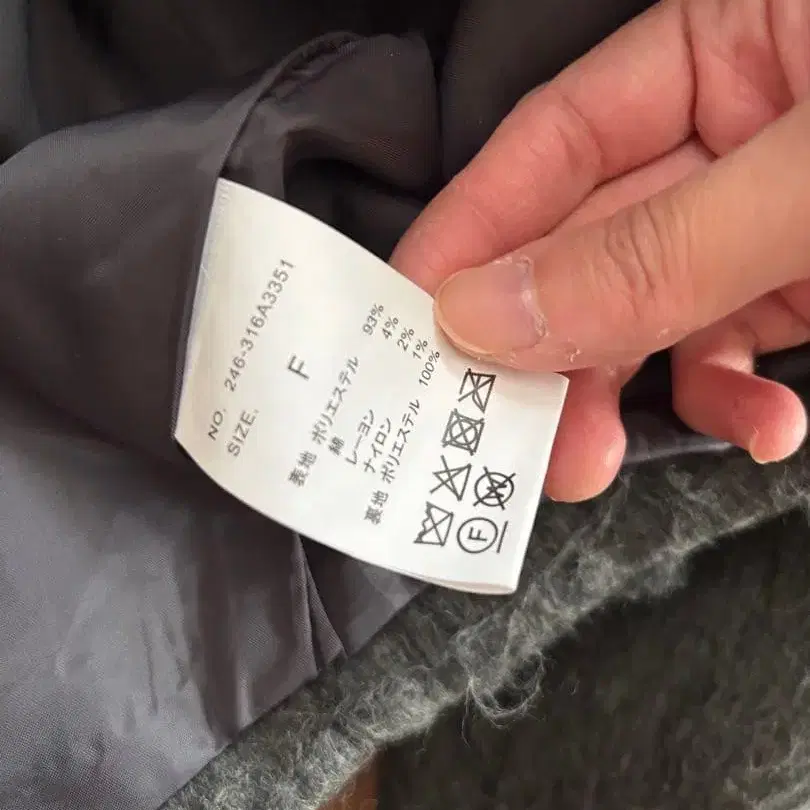 NO. 246-316A3351
SIZE. F
表地 ポリエステル 93%
綿 4%
レーヨン 2%
ナイロン 1%
裏地 ポリエステル 100%
W
F